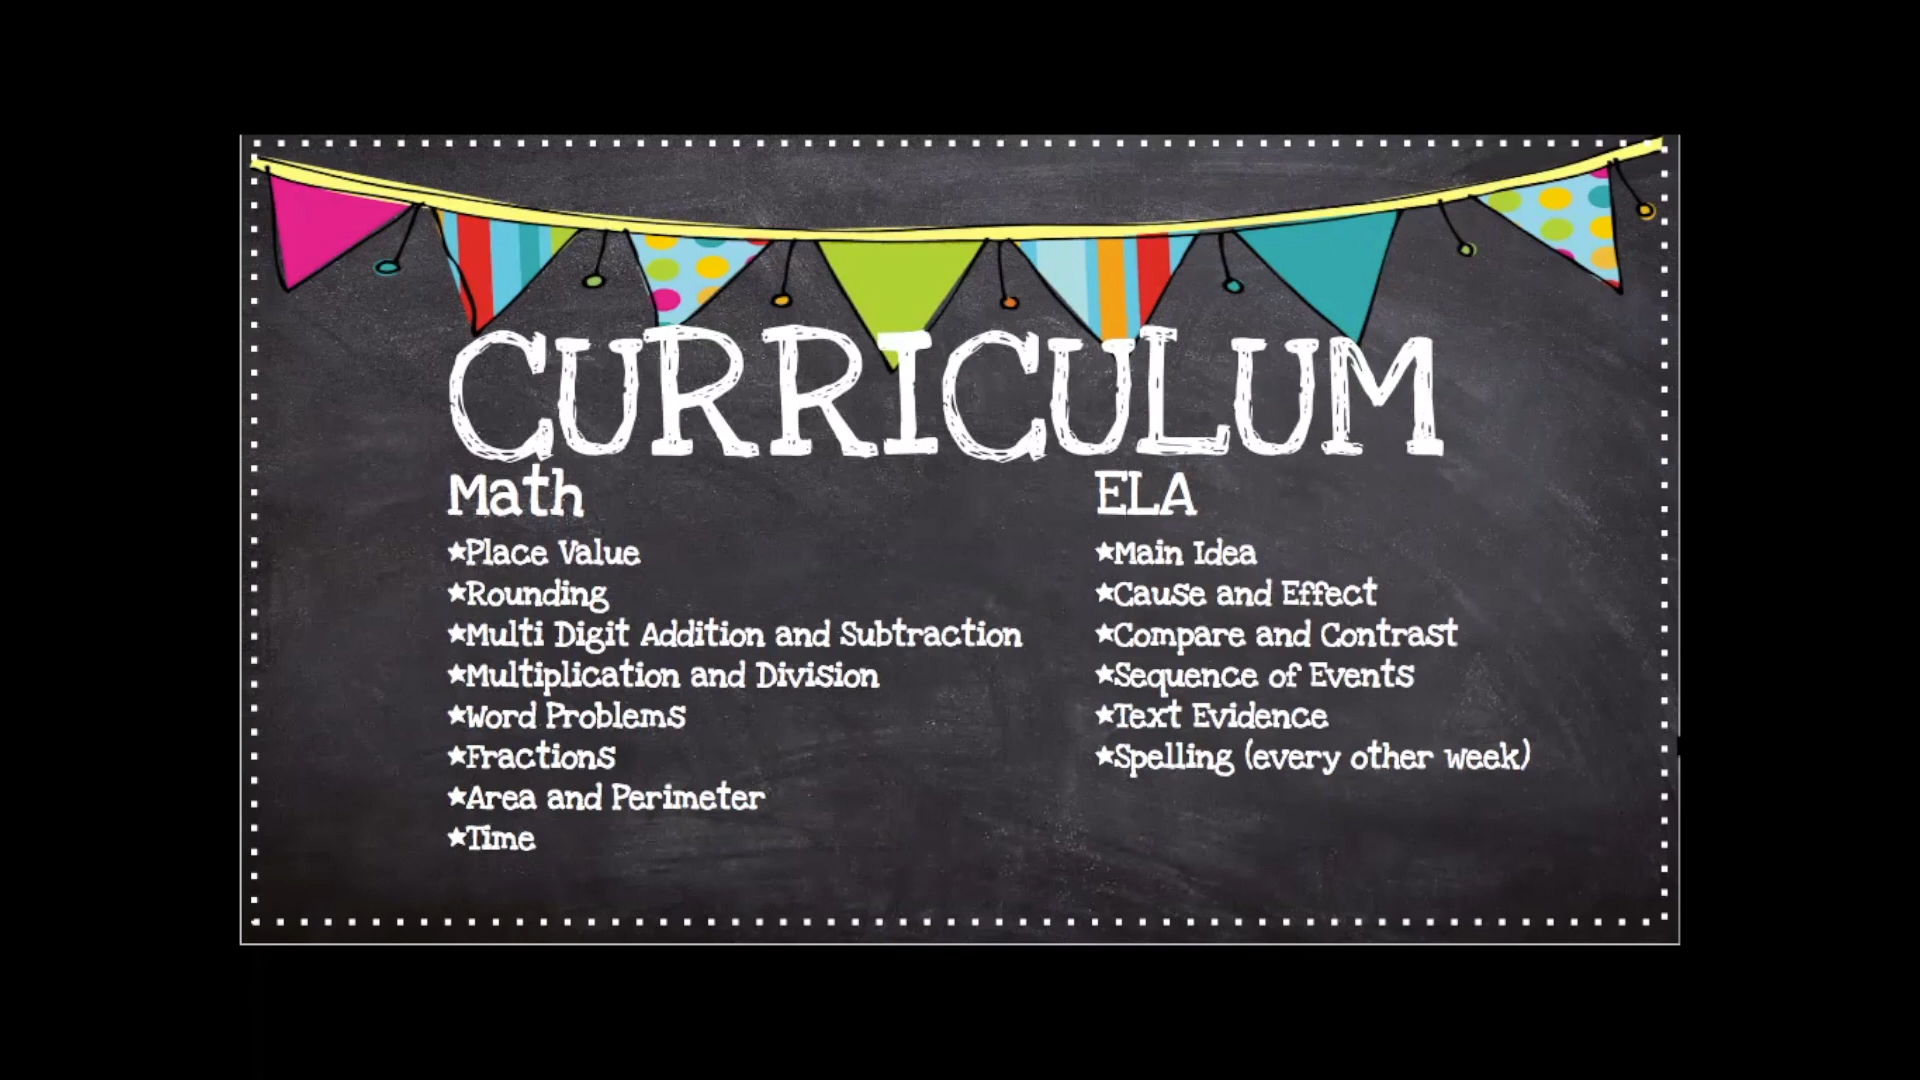 CURRICULUM
Math
★Place Value
★Rounding
★Multi Digit Addition and Subtraction
★Multiplication and Division
★Word Problems
★Fractions
★Area and Perimeter
★Time
ELA
★Main Idea
★Cause and Effect
★Compare and Contrast
★Sequence of Events
★Text Evidence
★Spelling (every other week)